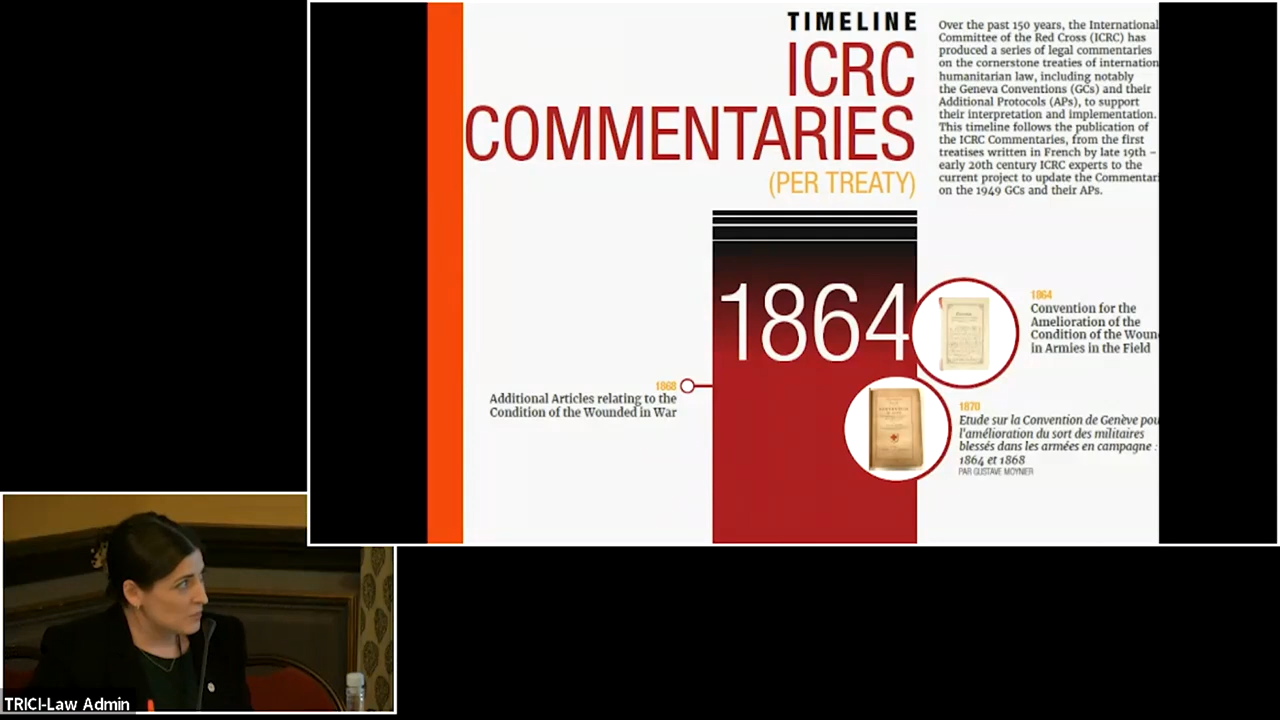 TIMELINE
ICRC
COMMENTARIES
(PER TREATY)
Over the past 150 years, the International
Committee of the Red Cross (ICRC) has
produced a series of legal commentaries
on the cornerstone treaties of internation
humanitarian law, including notably
the Geneva Conventions (GCs) and their
Additional Protocols (APs), to support
their interpretation and implementation.
This timeline follows the publication of
the ICRC Commentaries, from the first
treatises written in French by late 19th –
early 20th century ICRC experts to the
current project to update the Commentari
on the 1949 GCs and their APs.
1864
1864
Convention for the
Amelioration of the
Condition of the Woun
in Armies in the Field
1868
Additional Articles relating to the
Condition of the Wounded in War
1870
Etude sur la Convention de Genève pou
l'amélioration du sort des militaires
blessés dans les armées en campagne :
1864 et 1868
PAR GUSTAVE MOYNIER
TRICI-Law Admin